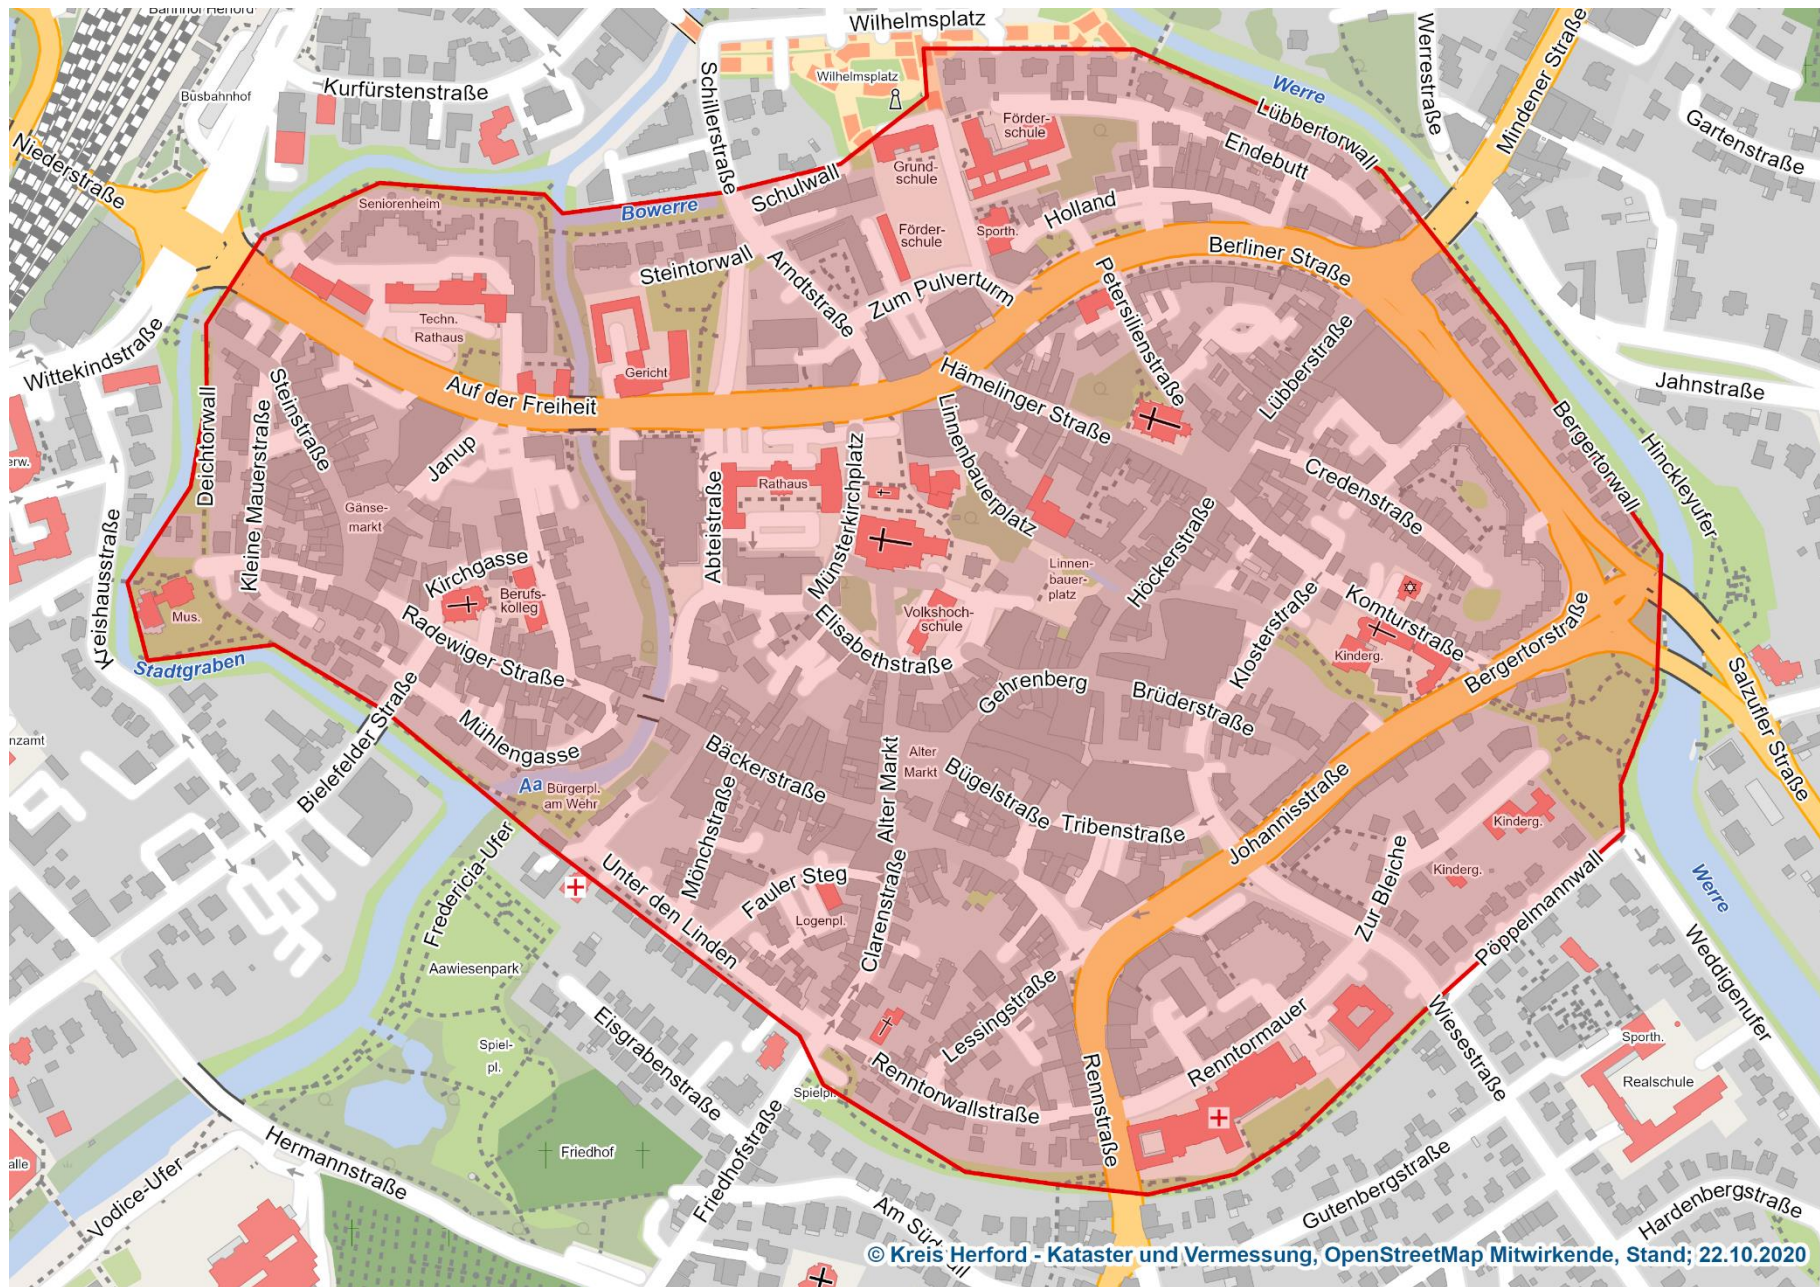 Bahnhof Herford
Wilhelmsplatz
Busbahnhof
Kurfürstenstraße
Schillerstraße
Wilhelmsplatz
Werre
Werrestraße
Mindener Straße
Gartenstraße
Niederstraße
Seniorenheim
Bowerre
Schulwall
Grund-
schule
Förder-
schule
Endebutt
Lübbertorwall
Holland
Förder-
schule
Sporth.
Steintorwall
Arndtstraße
Zum Pulverturm
Petersilienstraße
Berliner Straße
Techn.
Rathaus
Wittekindstraße
Gericht
Auf der Freiheit
Hämelinger Straße
Lübberstraße
Jahnstraße
Deichtorwall
Steinstraße
Kleine Mauerstraße
Janup
Gänse-
markt
Abteistraße
Rathaus
Münsterkirchplatz
Linnenbauerplatz
Credenstraße
Bergertorwall
Hinckleyufer
erw.
Kreishausstraße
Kirchgasse
Berufs-
kolleg
Mus.
Radewiger Straße
Elisabethstraße
Volkshoch-
schule
Linnen-
bauer-
platz
Höckerstraße
Klosterstraße
Komturstraße
Kinderg.
Bergertorstraße
Stadtgraben
Bielefelder Straße
Mühlengasse
Gehrenberg
Brüderstraße
Salzufler Straße
nzamt
Aa
Bürgerpl.
am Wehr
Bäckerstraße
Mönchstraße
Alter Markt
Alter
Markt
Bügelstraße
Tribenstraße
Johannisstraße
Kinderg.
Kinderg.
Zur Bleiche
Fredericia-Ufer
Unter den Linden
Fauler Steg
Logenpl.
Clarenstraße
Pöppelmannwall
Werre
Weddigenufer
Aawiesenpark
Spiel-
pl.
Eisgrabenstraße
Lessingstraße
Renntormauer
Wiesestraße
Sporth.
Realschule
Spielpl.
Renntorwallstraße
Rennstraße
Friedhof
Friedhofstraße
Hermannstraße
alle
Vodice-Ufer
Gutenbergstraße
Hardenbergstraße
© Kreis Herford - Kataster und Vermessung, OpenStreetMap Mitwirkende, Stand; 22.10.2020